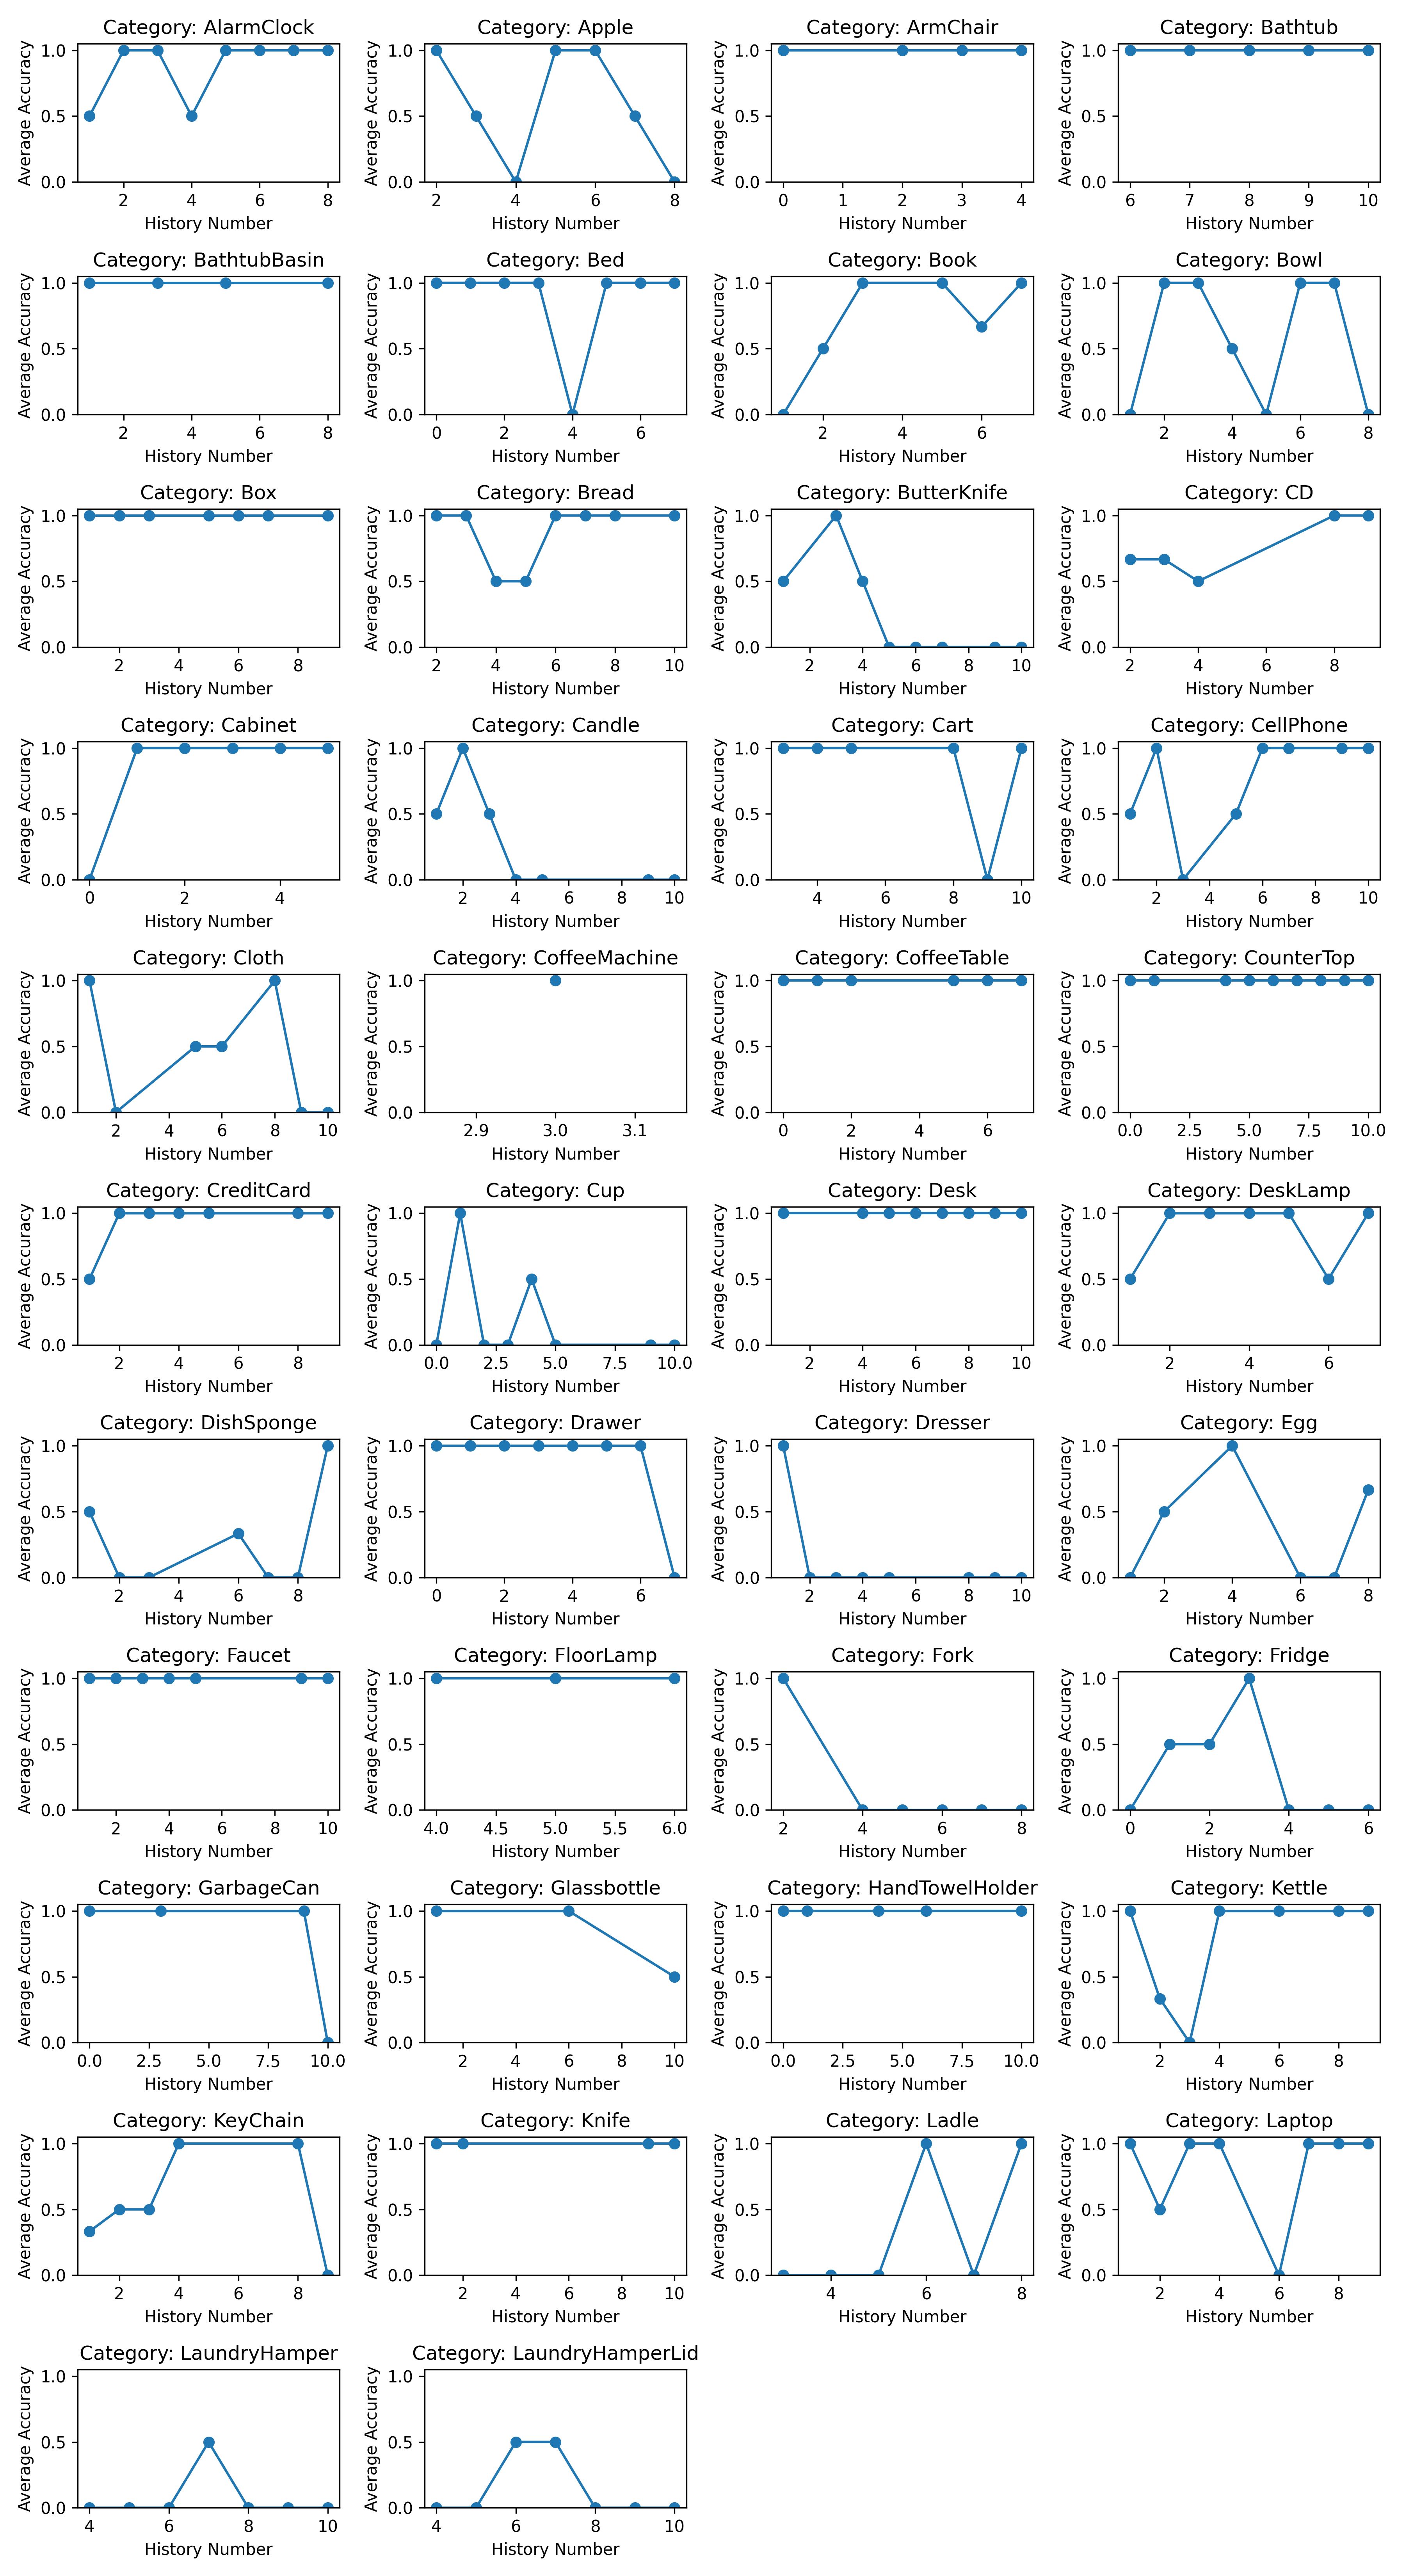 Category: AlarmClock
Average Accuracy
1.0
0.5
0.0
2 4 6 8
History Number
Category: Apple
Average Accuracy
1.0
0.5
0.0
2 4 6 8
History Number
Category: ArmChair
Average Accuracy
1.0
0.5
0.0
0 1 2 3 4
History Number
Category: Bathtub
Average Accuracy
1.0
0.5
0.0
6 7 8 9 10
History Number
Category: BathtubBasin
Average Accuracy
1.0
0.5
0.0
2 4 6 8
History Number
Category: Bed
Average Accuracy
1.0
0.5
0.0
0 2 4 6
History Number
Category: Book
Average Accuracy
1.0
0.5
0.0
2 4 6
History Number
Category: Bowl
Average Accuracy
1.0
0.5
0.0
2 4 6 8
History Number
Category: Box
Average Accuracy
1.0
0.5
0.0
2 4 6 8
History Number
Category: Bread
Average Accuracy
1.0
0.5
0.0
2 4 6 8 10
History Number
Category: ButterKnife
Average Accuracy
1.0
0.5
0.0
2 4 6 8 10
History Number
Category: CD
Average Accuracy
1.0
0.5
0.0
2 4 6 8
History Number
Category: Cabinet
Average Accuracy
1.0
0.5
0.0
0 2 4
History Number
Category: Candle
Average Accuracy
1.0
0.5
0.0
2 4 6 8 10
History Number
Category: Cart
Average Accuracy
1.0
0.5
0.0
4 6 8 10
History Number
Category: CellPhone
Average Accuracy
1.0
0.5
0.0
2 4 6 8 10
History Number
Category: Cloth
Average Accuracy
1.0
0.5
0.0
2 4 6 8 10
History Number
Category: CoffeeMachine
Average Accuracy
1.0
0.5
0.0
2.9 3.0 3.1
History Number
Category: CoffeeTable
Average Accuracy
1.0
0.5
0.0
0 2 4 6
History Number
Category: CounterTop
Average Accuracy
1.0
0.5
0.0
0.0 2.5 5.0 7.5 10.0
History Number
Category: CreditCard
Average Accuracy
1.0
0.5
0.0
2 4 6 8
History Number
Category: Cup
Average Accuracy
1.0
0.5
0.0
0.0 2.5 5.0 7.5 10.0
History Number
Category: Desk
Average Accuracy
1.0
0.5
0.0
2 4 6 8 10
History Number
Category: DeskLamp
Average Accuracy
1.0
0.5
0.0
2 4 6
History Number
Category: DishSponge
Average Accuracy
1.0
0.5
0.0
2 4 6 8
History Number
Category: Drawer
Average Accuracy
1.0
0.5
0.0
0 2 4 6
History Number
Category: Dresser
Average Accuracy
1.0
0.5
0.0
2 4 6 8 10
History Number
Category: Egg
Average Accuracy
1.0
0.5
0.0
2 4 6 8
History Number
Category: Faucet
Average Accuracy
1.0
0.5
0.0
2 4 6 8 10
History Number
Category: FloorLamp
Average Accuracy
1.0
0.5
0.0
4.0 4.5 5.0 5.5 6.0
History Number
Category: Fork
Average Accuracy
1.0
0.5
0.0
2 4 6 8
History Number
Category: Fridge
Average Accuracy
1.0
0.5
0.0
0 2 4 6
History Number
Category: GarbageCan
Average Accuracy
1.0
0.5
0.0
0.0 2.5 5.0 7.5 10.0
History Number
Category: Glassbottle
Average Accuracy
1.0
0.5
0.0
2 4 6 8 10
History Number
Category: HandTowelHolder
Average Accuracy
1.0
0.5
0.0
0.0 2.5 5.0 7.5 10.0
History Number
Category: Kettle
Average Accuracy
1.0
0.5
0.0
2 4 6 8
History Number
Category: KeyChain
Average Accuracy
1.0
0.5
0.0
2 4 6 8
History Number
Category: Knife
Average Accuracy
1.0
0.5
0.0
2 4 6 8 10
History Number
Category: Ladle
Average Accuracy
1.0
0.5
0.0
4 6 8
History Number
Category: Laptop
Average Accuracy
1.0
0.5
0.0
2 4 6 8
History Number
Category: LaundryHamper
Average Accuracy
1.0
0.5
0.0
4 6 8 10
History Number
Category: LaundryHamperLid
Average Accuracy
1.0
0.5
0.0
4 6 8 10
History Number